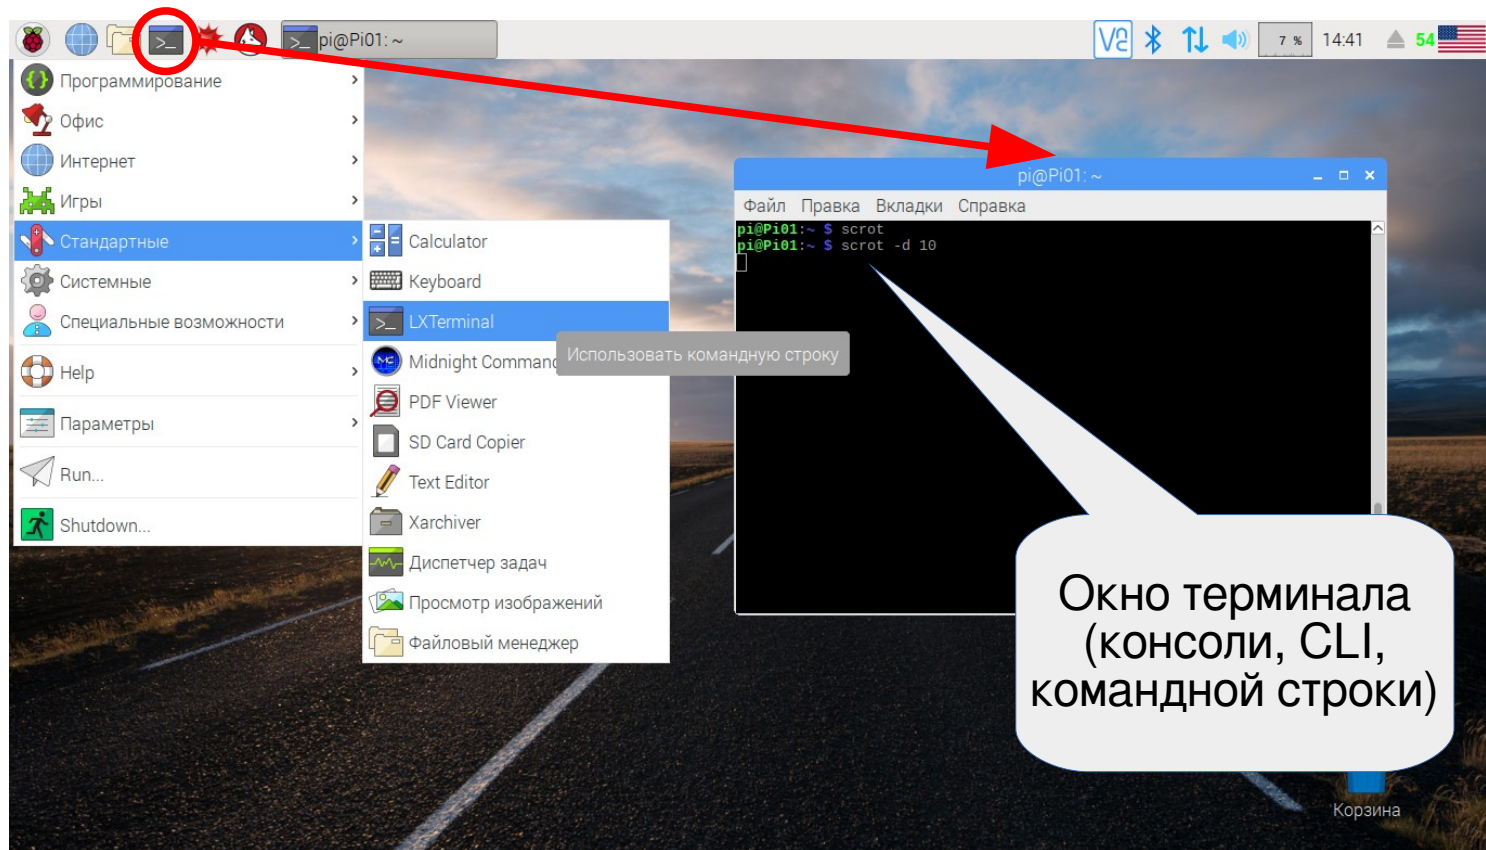 pi@Pi01: ~
7 %
14:41
54
Программирование
Офис
Интернет
Игры
Стандартные
Системные
Специальные возможности
Help
Параметры
Run...
Shutdown...
Calculator
Keyboard
LXTerminal
Midnight Comman
PDF Viewer
SD Card Copier
Text Editor
Xarchiver
Диспетчер задач
Просмотр изображений
Файловый менеджер
Использовать командную строку
pi@Pi01: ~
Файл Правка Вкладки Справка
pi@Pi01:~ $ scrot
pi@Pi01:~ $ scrot -d 10
Окно терминала
(консоли, CLI,
командной строки)
Корзина